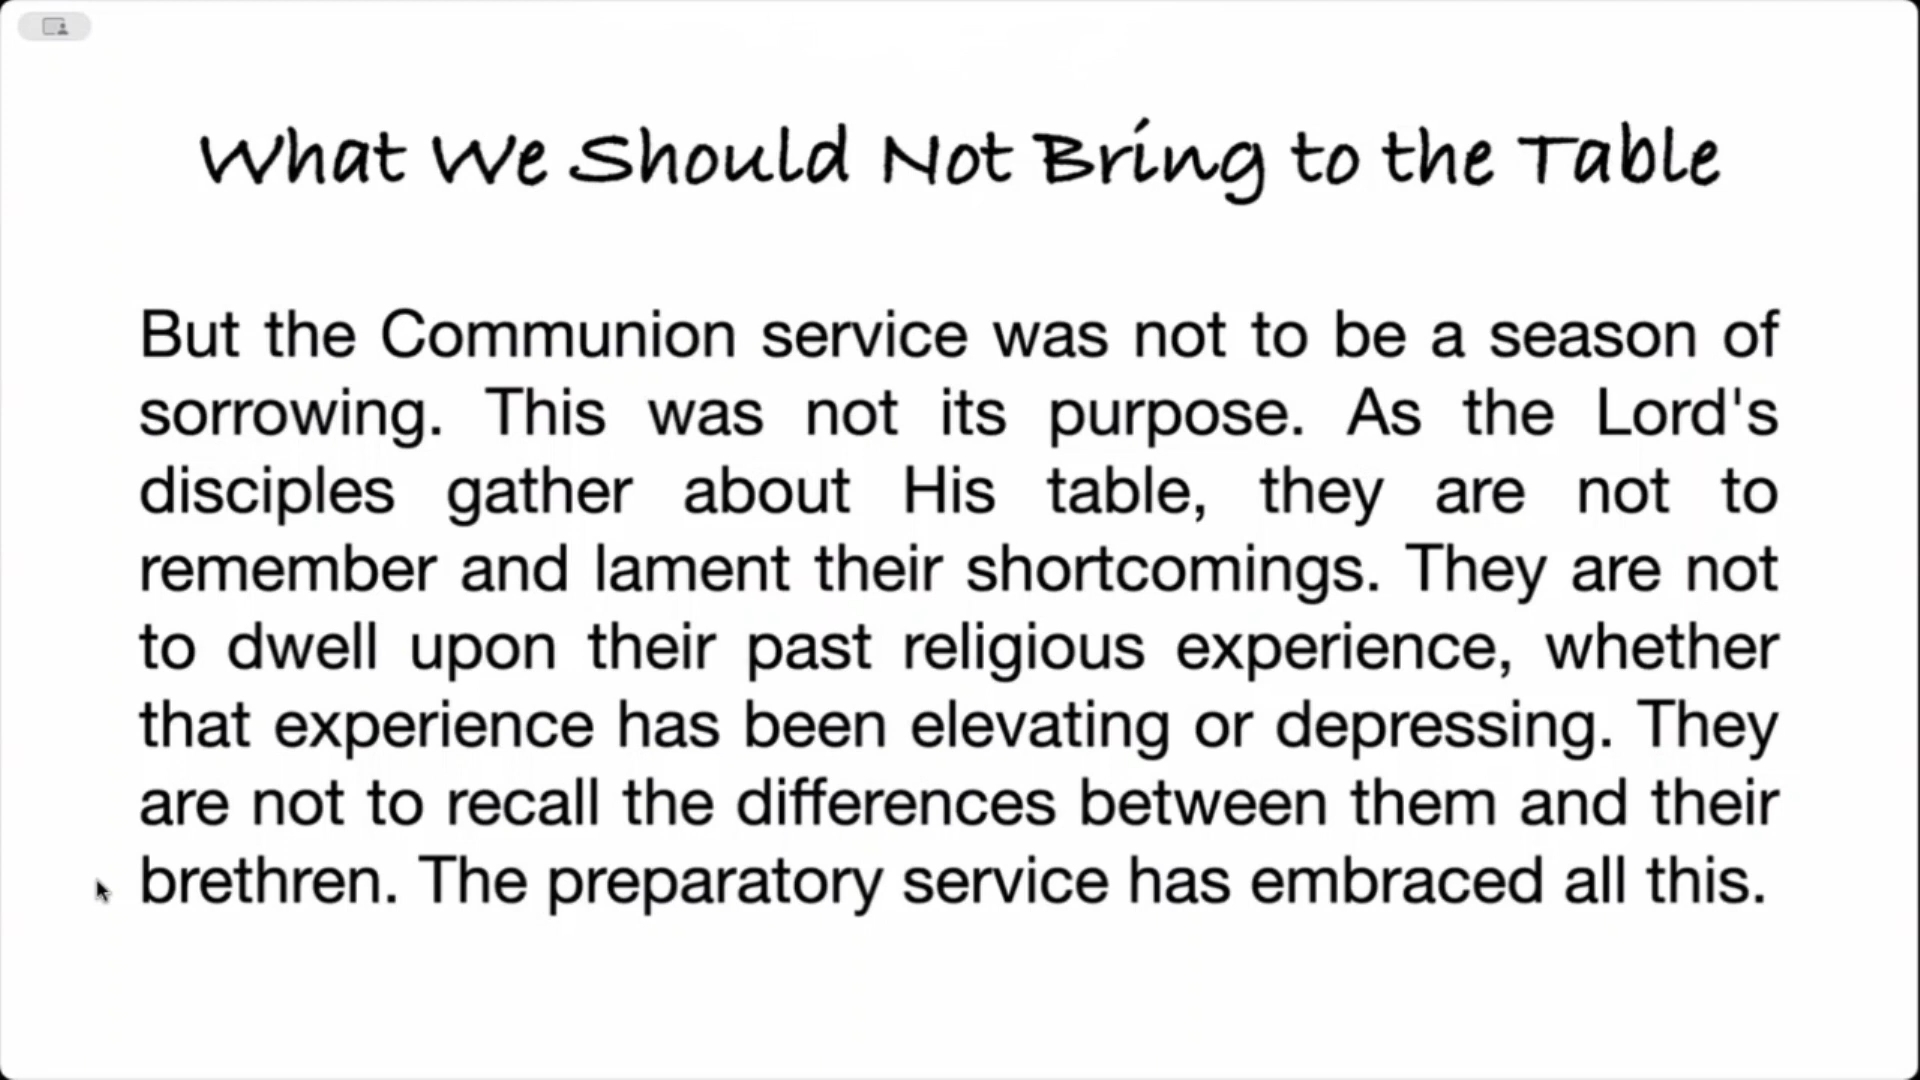 What We Should Not Bring to the Table
But the Communion service was not to be a season of
sorrowing. This was not its purpose. As the Lord's
disciples gather about His table, they are not to
remember and lament their shortcomings. They are not
to dwell upon their past religious experience, whether
that experience has been elevating or depressing. They
are not to recall the differences between them and their
brethren. The preparatory service has embraced all this.